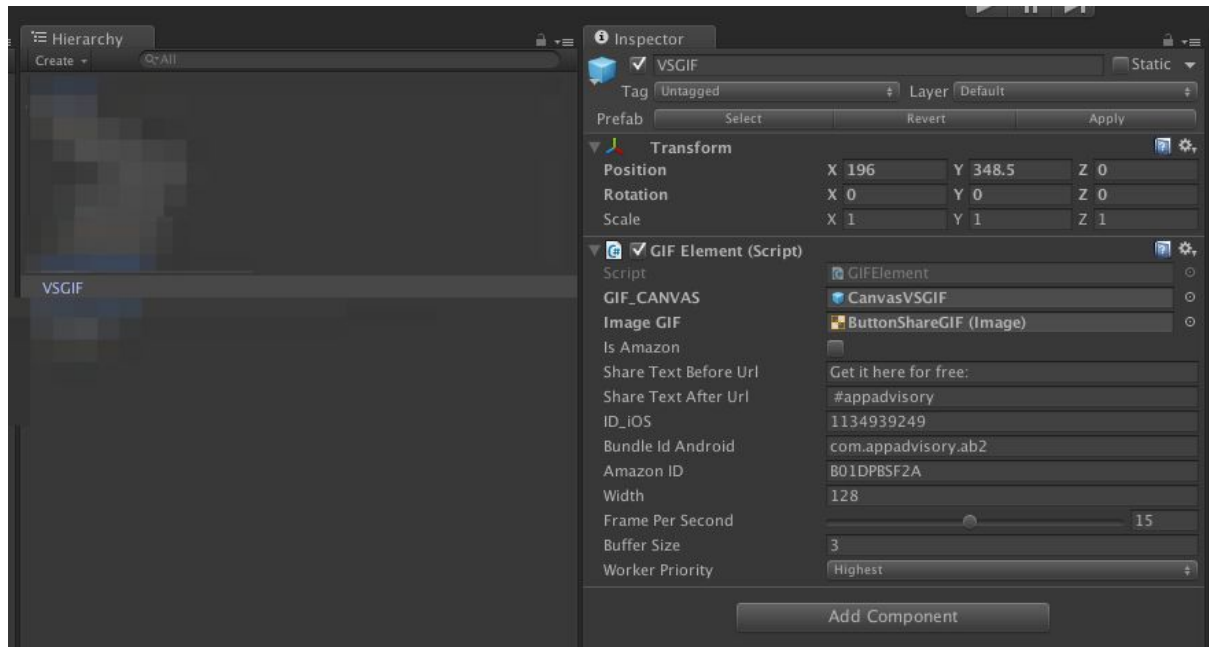 Hierarchy
Create
All
VSGIF
Inspector
VSGIF Static
Tag Untagged Layer Default
Prefab Select Revert Apply
Transform
Position X 196 Y 348.5 Z 0
Rotation X 0 Y 0 Z 0
Scale X 1 Y 1 Z 1
GIF Element (Script)
Script GIFElement
GIF_CANVAS CanvasVSGIF
Image GIF ButtonShareGIF (Image)
Is Amazon
Share Text Before Url Get it here for free:
Share Text After Url #appadvisory
ID_iOS 1134939249
Bundle Id Android com.appadvisory.ab2
Amazon ID B01DPBSF2A
Width 128
Frame Per Second 15
Buffer Size 3
Worker Priority Highest
Add Component